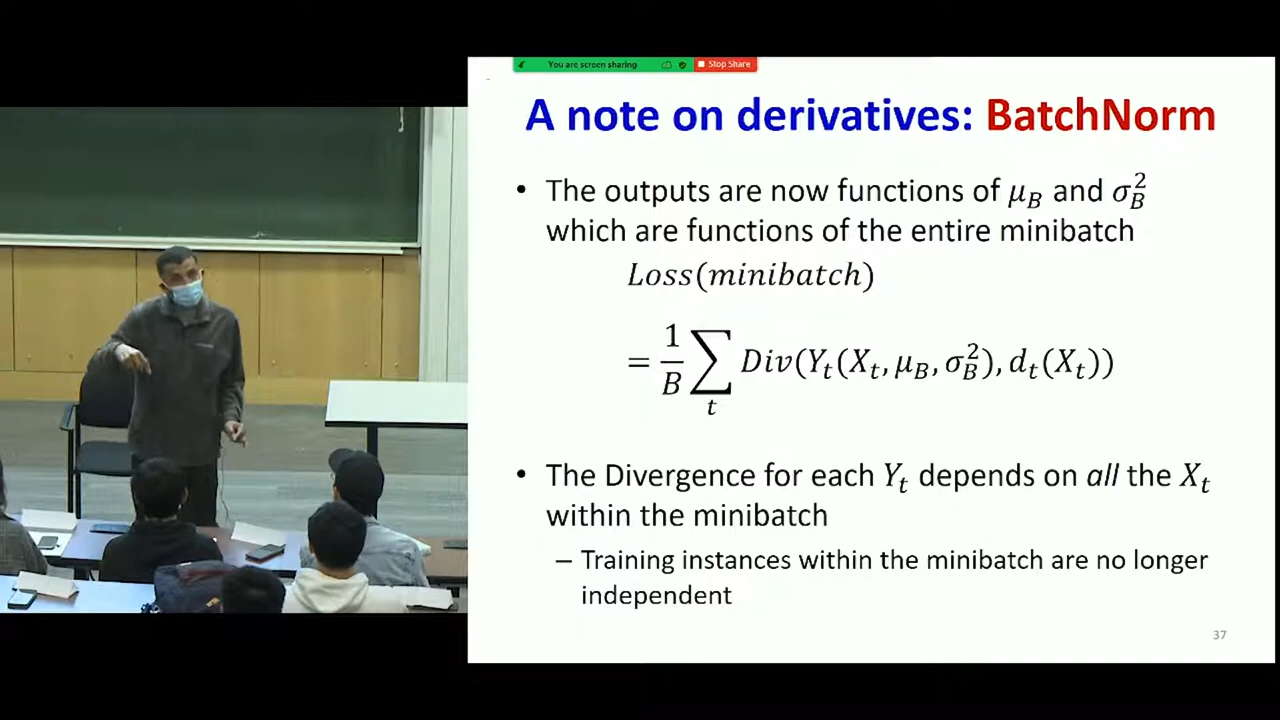 You are screen sharing
Stop Share
A note on derivatives: BatchNorm
• The outputs are now functions of μ_B and σ_B^2
which are functions of the entire minibatch
Loss(minibatch)
= 1/B ∑_t Div(Y_t(X_t, μ_B, σ_B^2), d_t(X_t))
• The Divergence for each Y_t depends on all the X_t
within the minibatch
– Training instances within the minibatch are no longer
independent
37